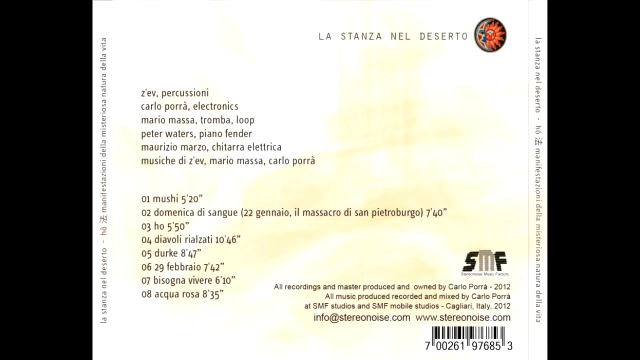 LA STANZA NEL DESERTO
z'ev, percussioni
carlo porrà, electronics
mario massa, tromba, loop
peter waters, piano fender
maurizio marzo, chitarra elettrica
musiche di z'ev, mario massa, carlo porrà
01 mushi 5'20”
02 domenica di sangue (22 gennaio, il massacro di san pietroburgo) 7'40”
03 ho 5'50”
04 diavoli rialzati 10'46”
05 durke 8'47”
06 29 febbraio 7'42”
07 bisogna vivere 6'10”
08 acqua rosa 8'35”
SMF
Stereonoise Music Factory
All recordings and master produced and owned by Carlo Porrà - 2012
All music produced recorded and mixed by Carlo Porrà
at SMF studios and SMF mobile studios - Cagliari, Italy, 2012
info@stereonoise.com www.stereonoise.com
7 00261 97685 3
la stanza nel deserto - hô 法 manifestazioni della misteriosa natura della vita
la stanza nel deserto - hô 法 manifestazioni della misteriosa natura della vita